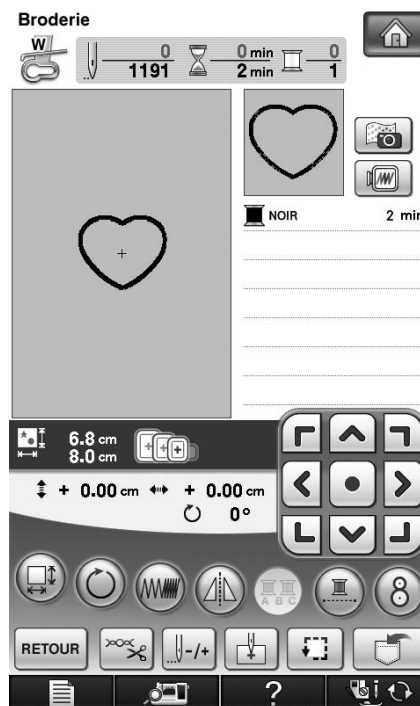 Broderie
W 0 0 min 0
1191 2 min 1
NOIR 2 min
6.8 cm
8.0 cm
+ 0.00 cm + 0.00 cm
0°
A B C 8
RETOUR -/+
? i